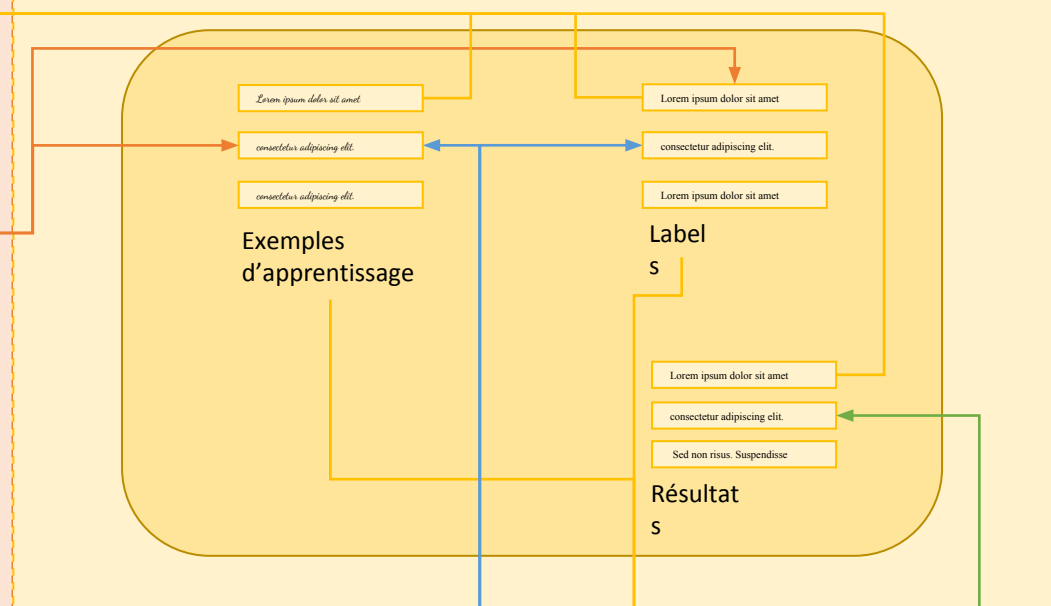 Lorem ipsum dolor sit amet
consectetur adipiscing elit.
consectetur adipiscing elit.
Exemples
d’apprentissage
Lorem ipsum dolor sit amet
consectetur adipiscing elit.
Lorem ipsum dolor sit amet
Label
s
Lorem ipsum dolor sit amet
consectetur adipiscing elit.
Sed non risus. Suspendisse
Résultat
s